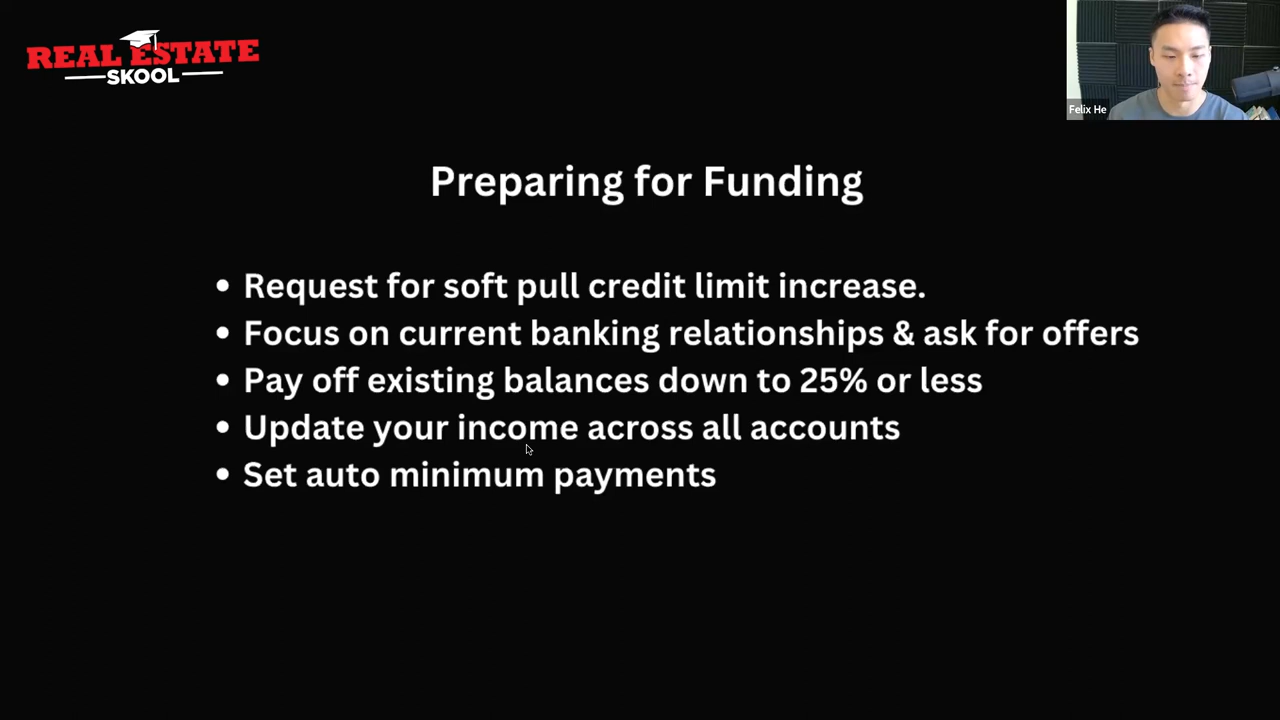 REAL ESTATE
SKOOL
Felix He
Preparing for Funding
• Request for soft pull credit limit increase.
• Focus on current banking relationships & ask for offers
• Pay off existing balances down to 25% or less
• Update your income across all accounts
• Set auto minimum payments